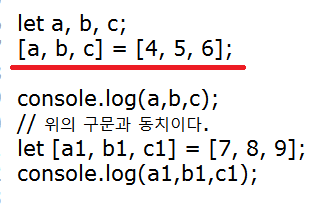 let a, b, c;
[a, b, c] = [4, 5, 6];
console.log(a,b,c);
// 위의 구문과 동치이다.
let [a1, b1, c1] = [7, 8, 9];
console.log(a1,b1,c1);